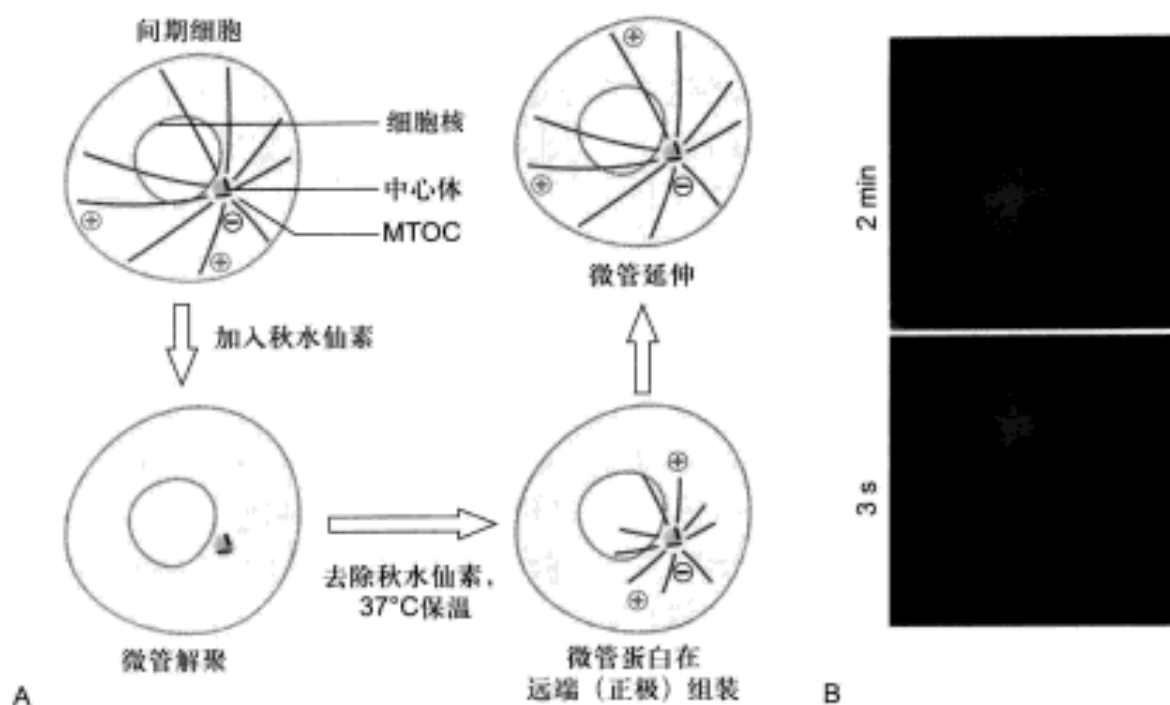 问期细胞
细胞核
中心体
MTOC
加入秋水仙素
微管解聚
去除秋水仙素,
37°C保温
微管蛋白在
远端（正极）组装
微管延伸
A
2 min
3 s
B